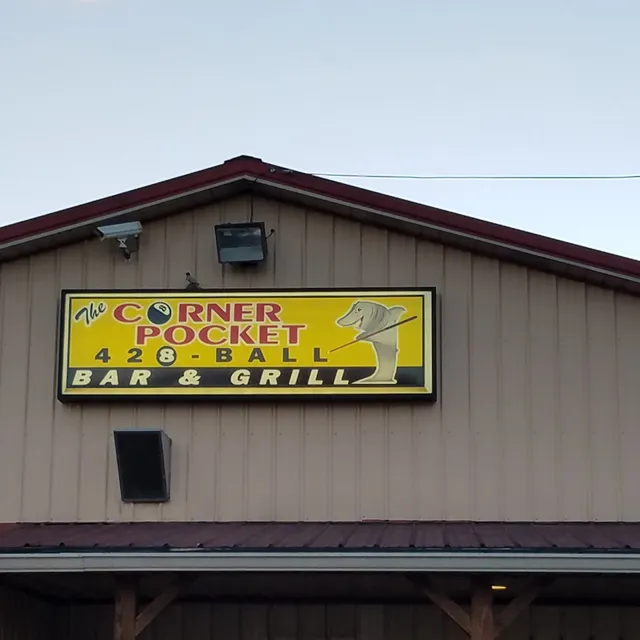 The CORNER
POCKET
428-BALL
BAR & GRILL